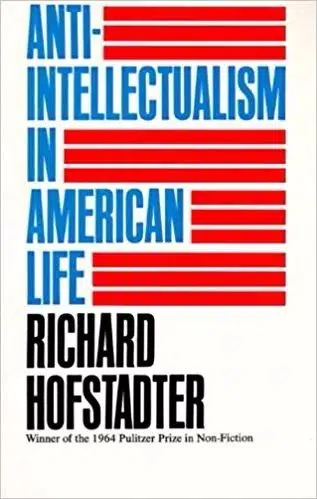 ANTI-
INTELLECTUALISM
IN
AMERICAN
LIFE
RICHARD
HOFSTADTER
Winner of the 1964 Pulitzer Prize in Non-Fiction